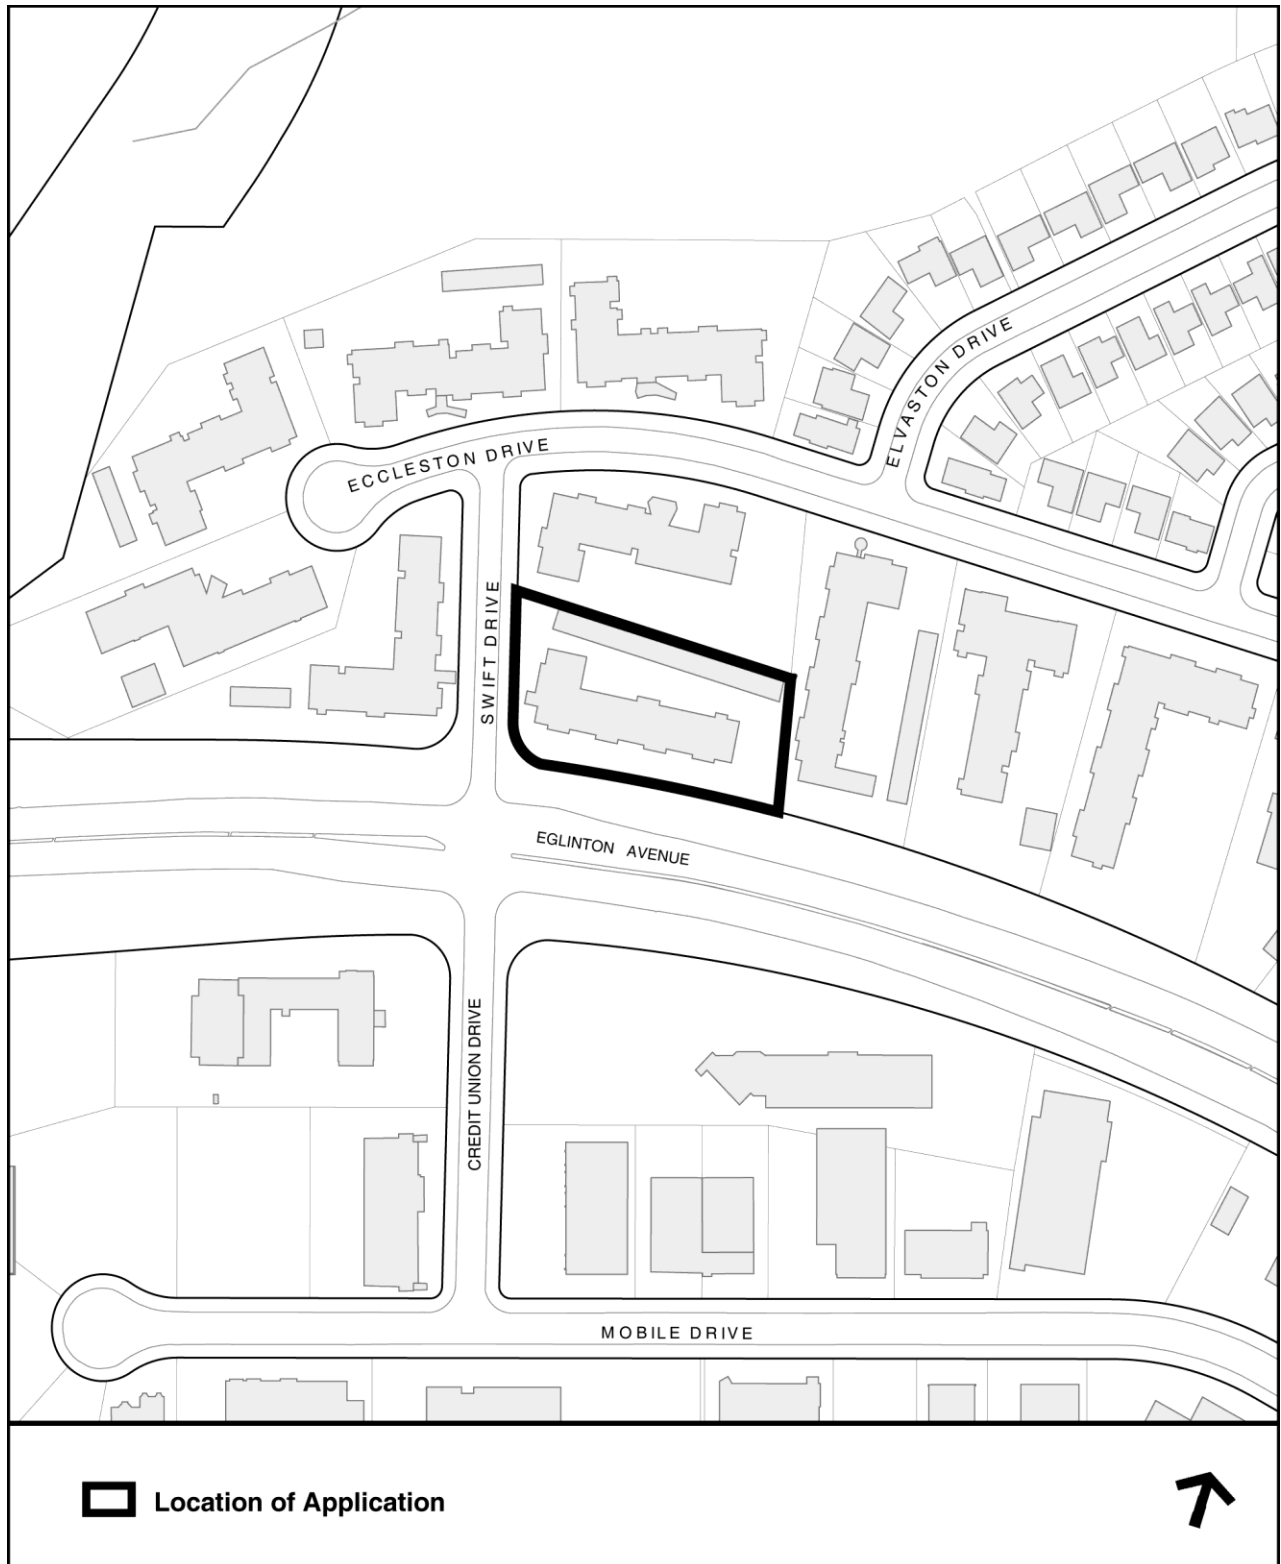 ELVASTON DRIVE
ECCLESTON DRIVE
SWIFT DRIVE
EGLINTON AVENUE
CREDIT UNION DRIVE
MOBILE DRIVE
Location of Application